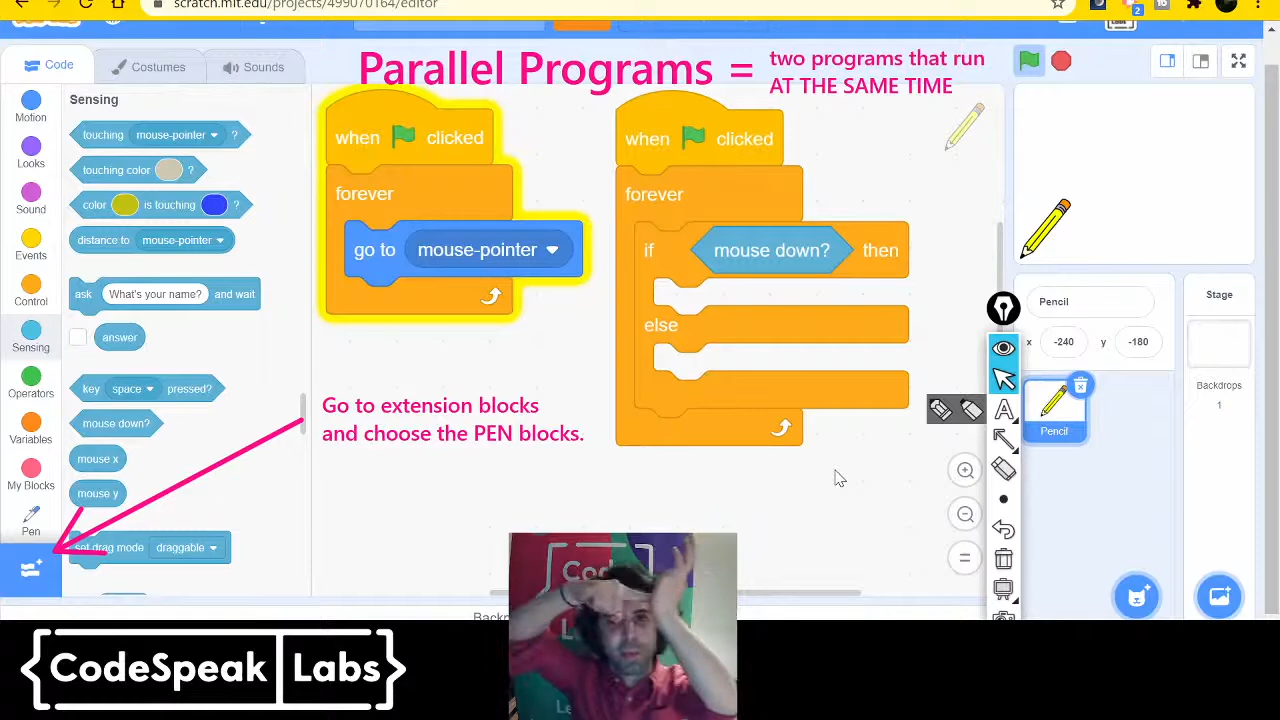 scratch.mit.edu/projects/499070164/editor
2
Parallel Programs = two programs that run
AT THE SAME TIME
Code
Costumes
Sounds
Motion
Looks
Sound
Events
Control
Sensing
Operators
Variables
My Blocks
Pen
Sensing
touching mouse-pointer ?
touching color ?
color is touching ?
distance to mouse-pointer
ask What's your name? and wait
answer
key space pressed?
mouse down?
mouse x
mouse y
set drag mode draggable
when clicked
forever
go to mouse-pointer
when clicked
forever
if mouse down? then
else
Go to extension blocks
and choose the PEN blocks.
Pencil
x -240 y -180
Pencil
Stage
Backdrops
1
A
Code
{CodeSpeak Labs}